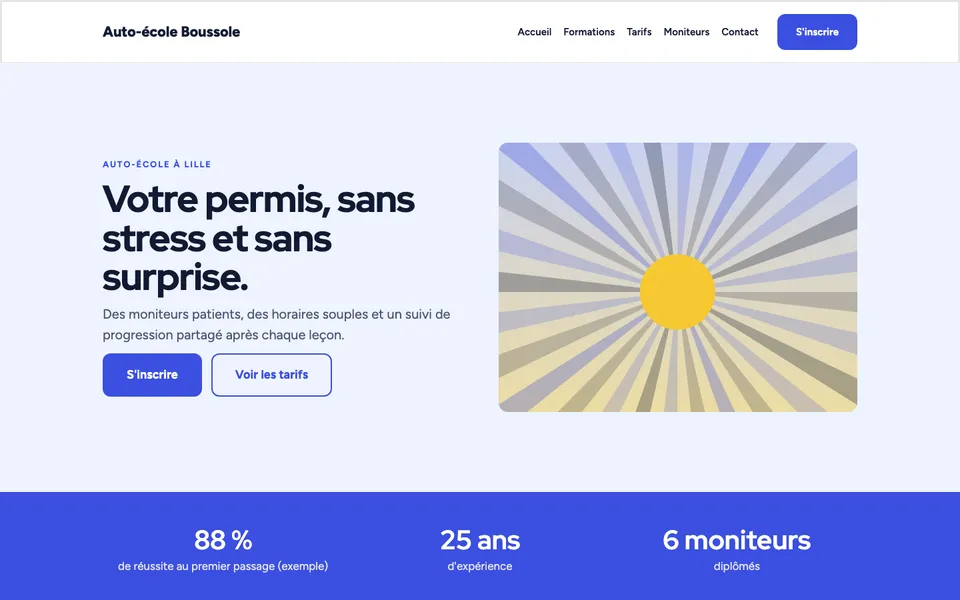 Auto-école Boussole
Accueil Formations Tarifs Moniteurs Contact S'inscrire
AUTO-ÉCOLE À LILLE
Votre permis, sans
stress et sans
surprise.
Des moniteurs patients, des horaires souples et un suivi de
progression partagé après chaque leçon.
S'inscrire Voir les tarifs
88 % 25 ans 6 moniteurs
de réussite au premier passage (exemple) d'expérience diplômés